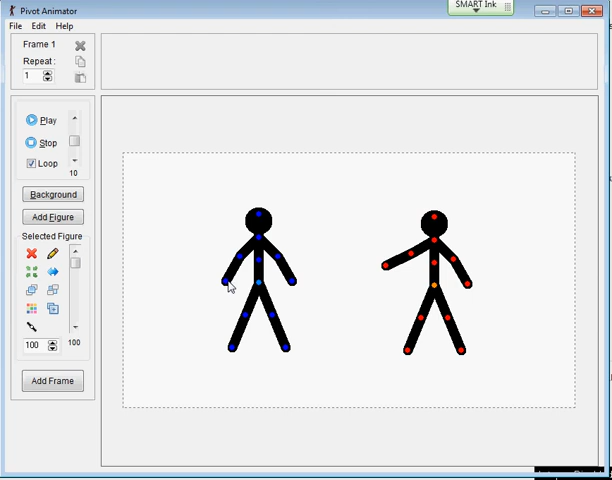 Pivot Animator
SMART Ink
File Edit Help
Frame 1
Repeat :
1
Play
Stop
Loop
10
Background
Add Figure
Selected Figure
100
100
Add Frame